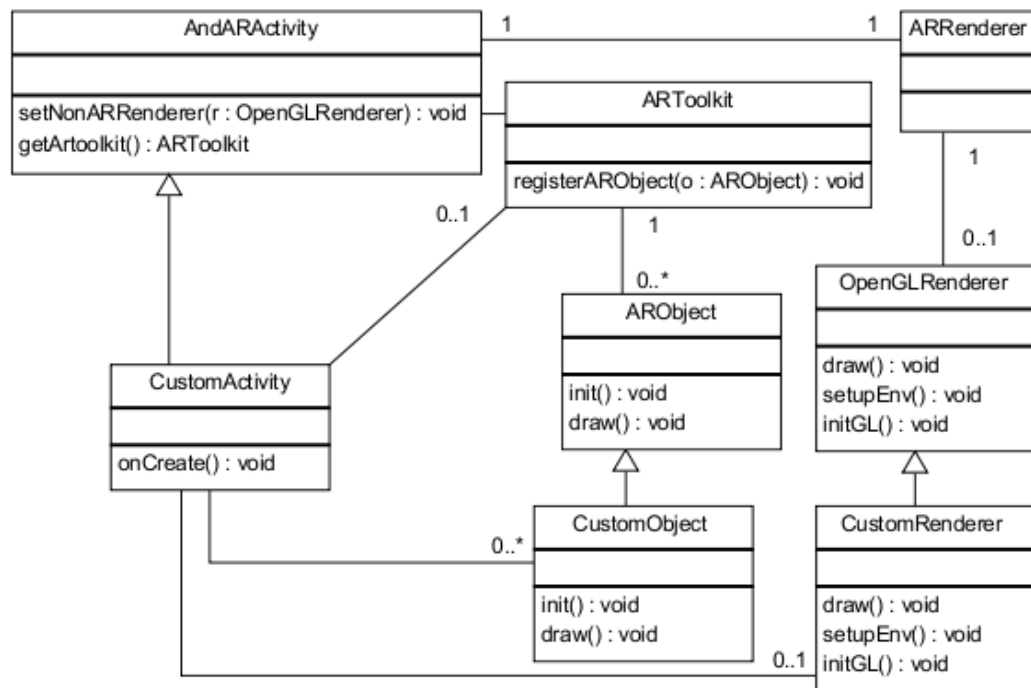 AndARActivity
setNonARRenderer(r : OpenGLRenderer) : void
getArtoolkit() : ARToolkit
1
1
ARRenderer
ARToolkit
registerARObject(o : ARObject) : void
0..1
1
0..*
1
0..1
ARObject
init() : void
draw() : void
OpenGLRenderer
draw() : void
setupEnv() : void
initGL() : void
CustomActivity
onCreate() : void
0..*
CustomObject
init() : void
draw() : void
0..1
CustomRenderer
draw() : void
setupEnv() : void
initGL() : void